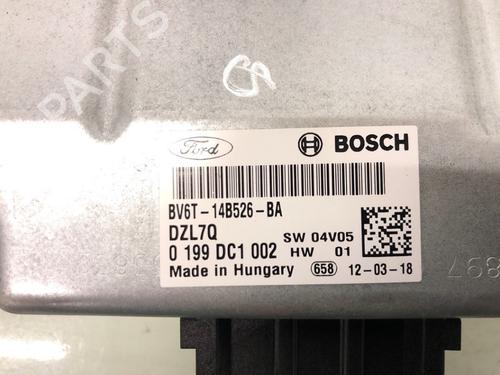 PARTS
Ford
BOSCH
BV6T-14B526-BA
DZL7Q
SW 04V05
0 199 DC1 002
HW 01
Made in Hungary
658
12-03-18